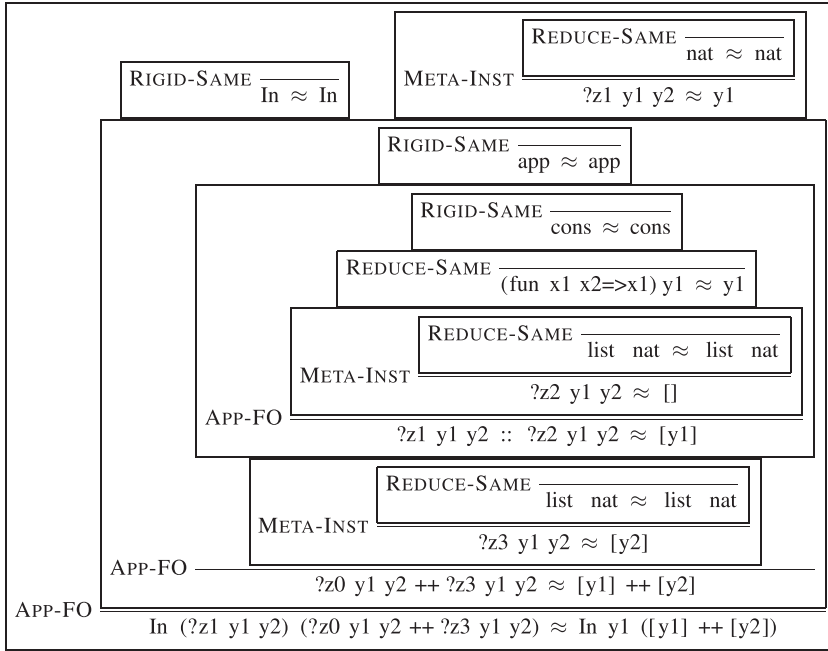 REDUCE-SAME
nat ≈ nat
META-INST
?z1 y1 y2 ≈ y1
RIGID-SAME
In ≈ In
RIGID-SAME
app ≈ app
RIGID-SAME
cons ≈ cons
REDUCE-SAME
(fun x1 x2=>x1) y1 ≈ y1
REDUCE-SAME
list nat ≈ list nat
META-INST
?z2 y1 y2 ≈ []
APP-FO
?z1 y1 y2 :: ?z2 y1 y2 ≈ [y1]
REDUCE-SAME
list nat ≈ list nat
META-INST
?z3 y1 y2 ≈ [y2]
APP-FO
?z0 y1 y2 ++ ?z3 y1 y2 ≈ [y1] ++ [y2]
APP-FO
In (?z1 y1 y2) (?z0 y1 y2 ++ ?z3 y1 y2) ≈ In y1 ([y1] ++ [y2])